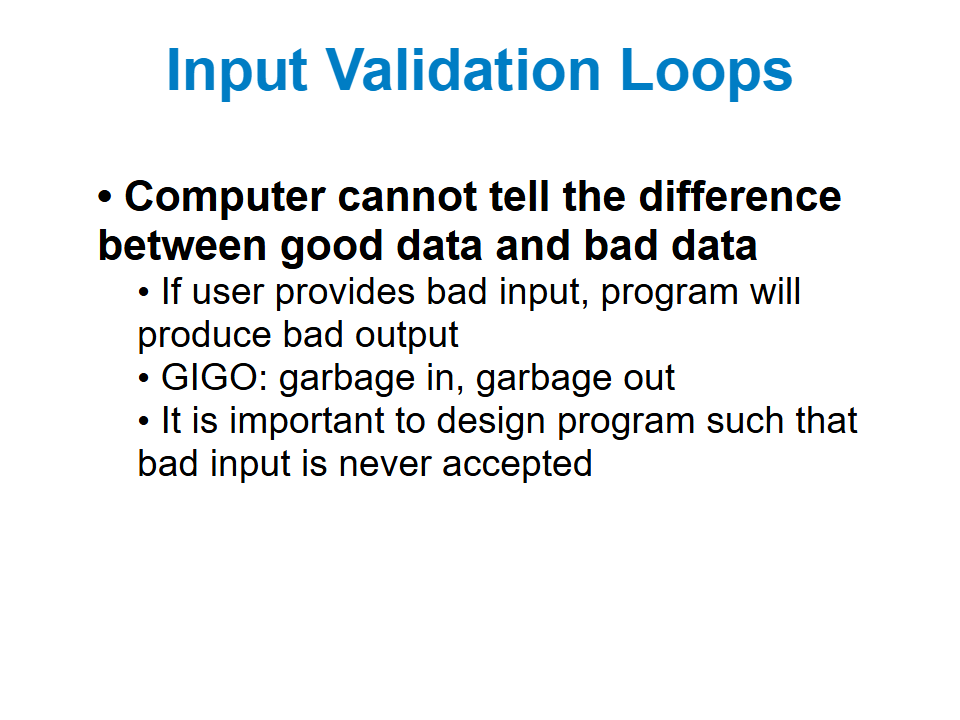 Input Validation Loops
• Computer cannot tell the difference
between good data and bad data
• If user provides bad input, program will
produce bad output
• GIGO: garbage in, garbage out
• It is important to design program such that
bad input is never accepted